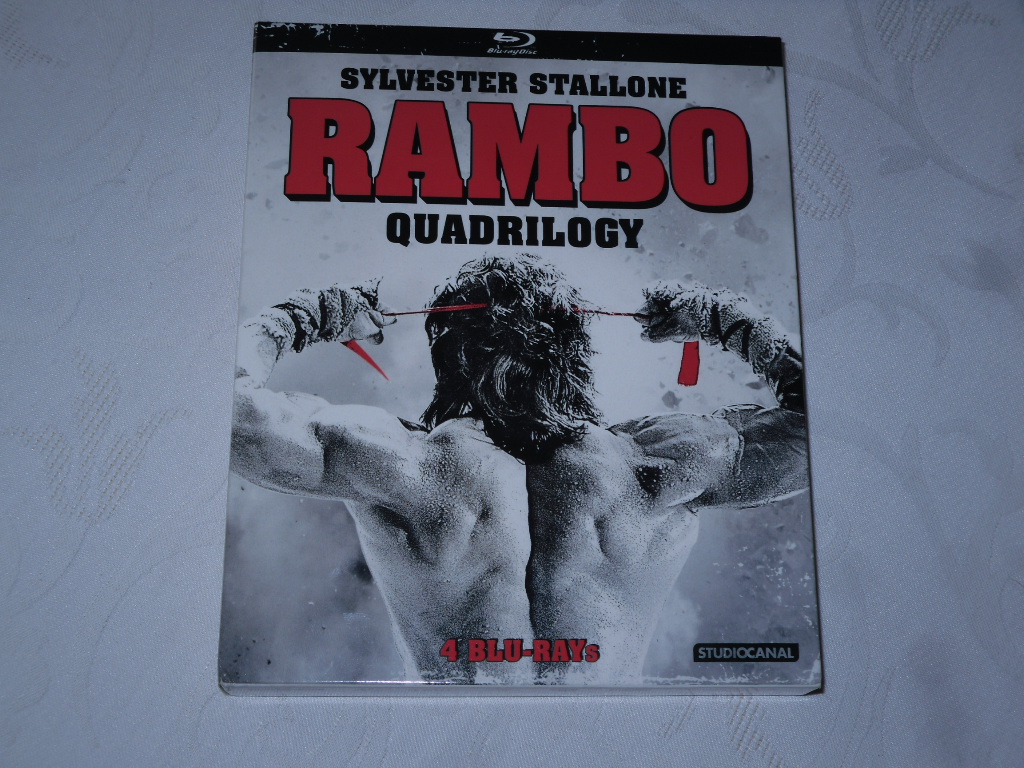 Blu-ray Disc
SYLVESTER STALLONE
RAMBO
QUADRILOGY
4 BLU-RAYs
STUDIOCANAL